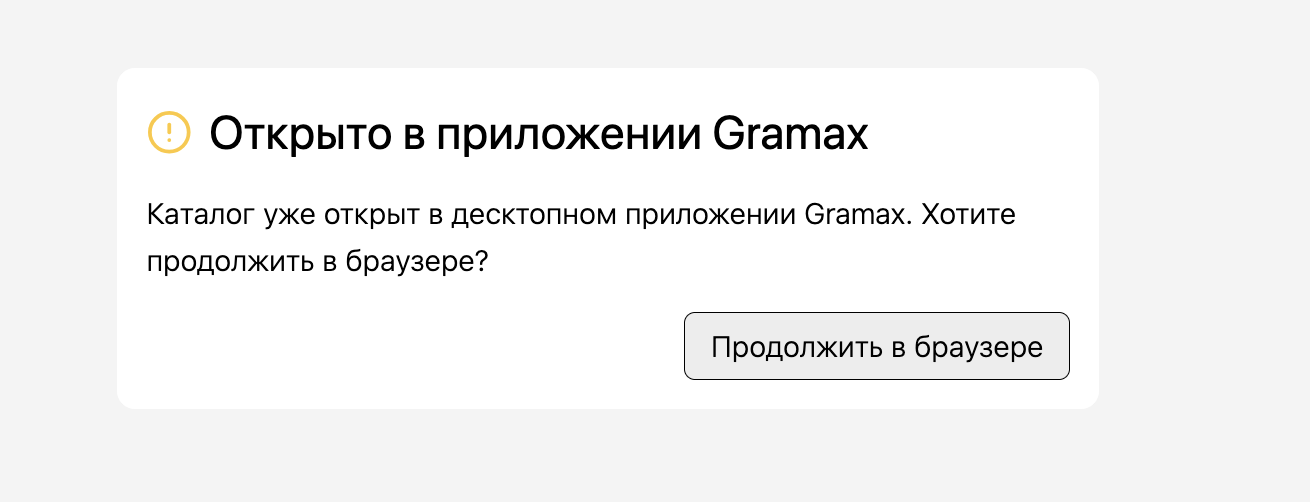 Открыто в приложении Gramax
Каталог уже открыт в десктопном приложении Gramax. Хотите
продолжить в браузере?
Продолжить в браузере